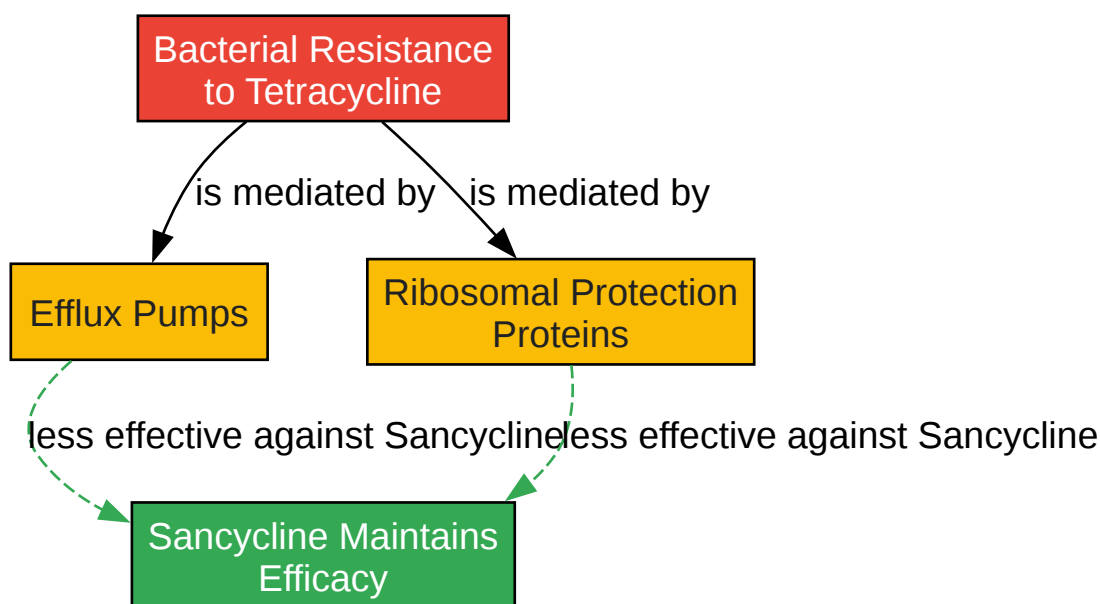 Bacterial Resistance
to Tetracycline
is mediated by
is mediated by
Efflux Pumps
Ribosomal Protection
Proteins
less effective against Sancycline
less effective against Sancycline
Sancycline Maintains
Efficacy